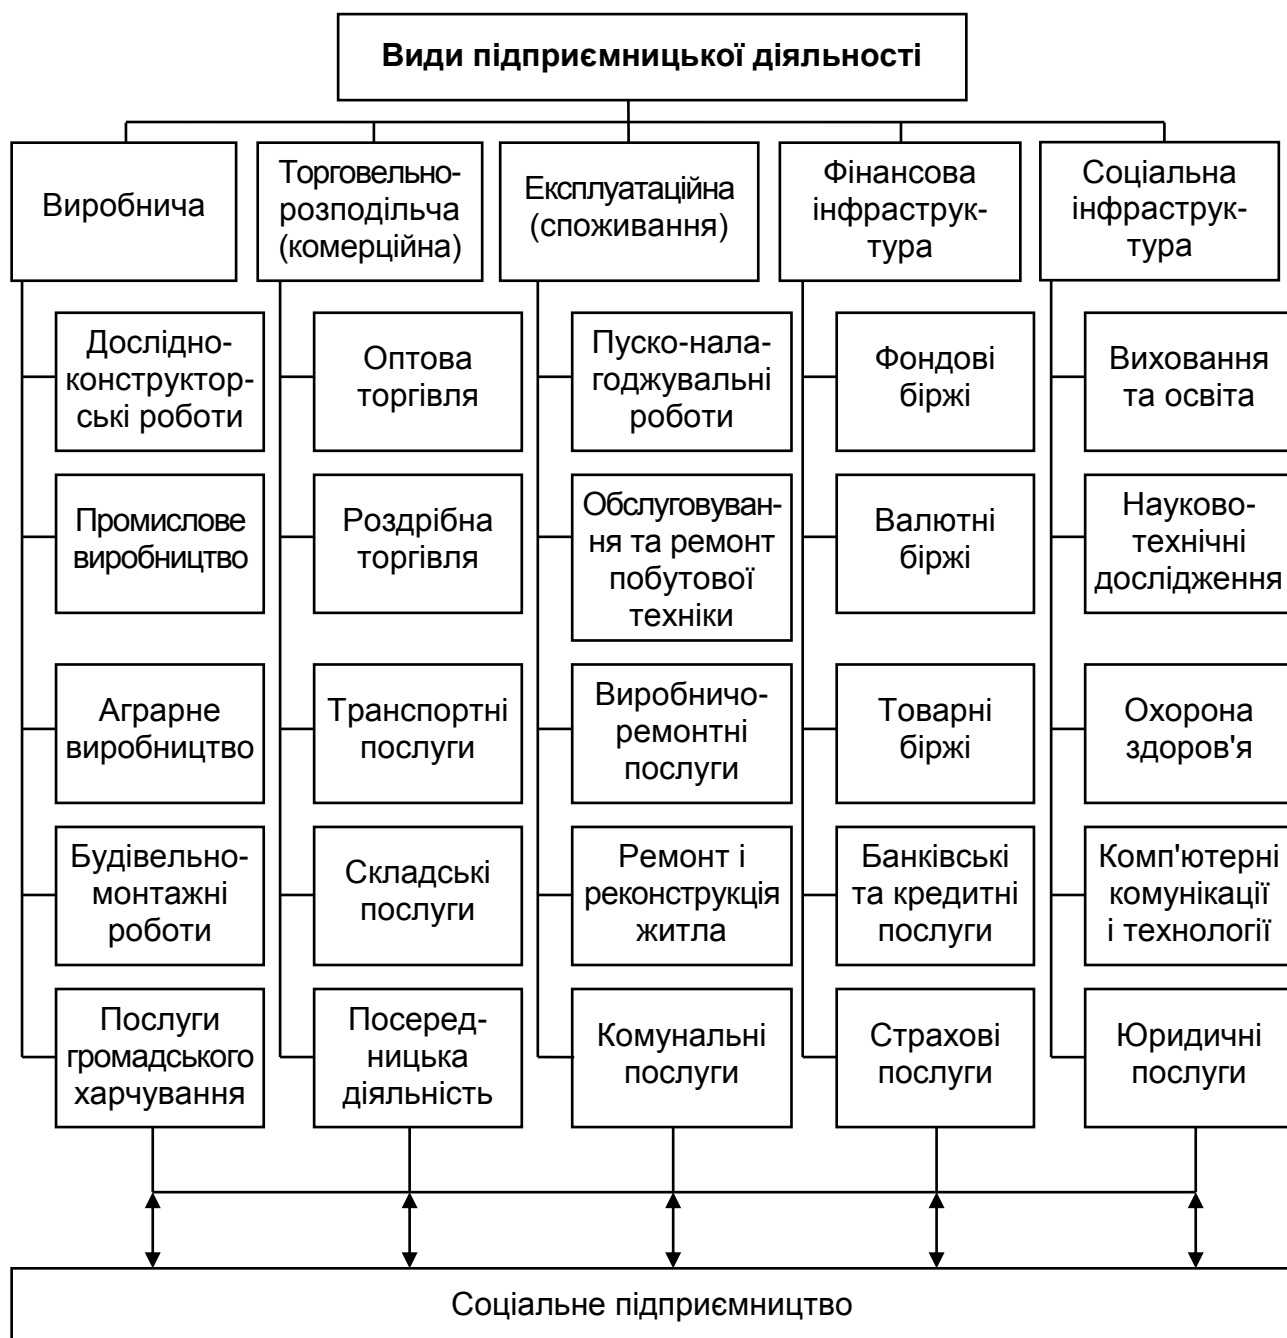 Види підприємницької діяльності
Виробнича
Торговельно-
розподільча
(комерційна)
Експлуатаційна
(споживання)
Фінансова
інфраструк-
тура
Соціальна
інфраструк-
тура
Дослідно-
конструктор-
ські роботи
Оптова
торгівля
Пуско-нала-
годжувальні
роботи
Фондові
біржі
Виховання
та освіта
Промислове
виробництво
Роздрібна
торгівля
Обслуговуван-
ня та ремонт
побутової
техніки
Валютні
біржі
Науково-
технічні
дослідження
Аграрне
виробництво
Транспортні
послуги
Виробничо-
ремонтні
послуги
Товарні
біржі
Охорона
здоров'я
Будівельно-
монтажні
роботи
Складські
послуги
Ремонт і
реконструкція
житла
Банківські
та кредитні
послуги
Комп'ютерні
комунікації
і технології
Послуги
громадського
харчування
Посеред-
ницька
діяльність
Комунальні
послуги
Страхові
послуги
Юридичні
послуги
Соціальне підприємництво